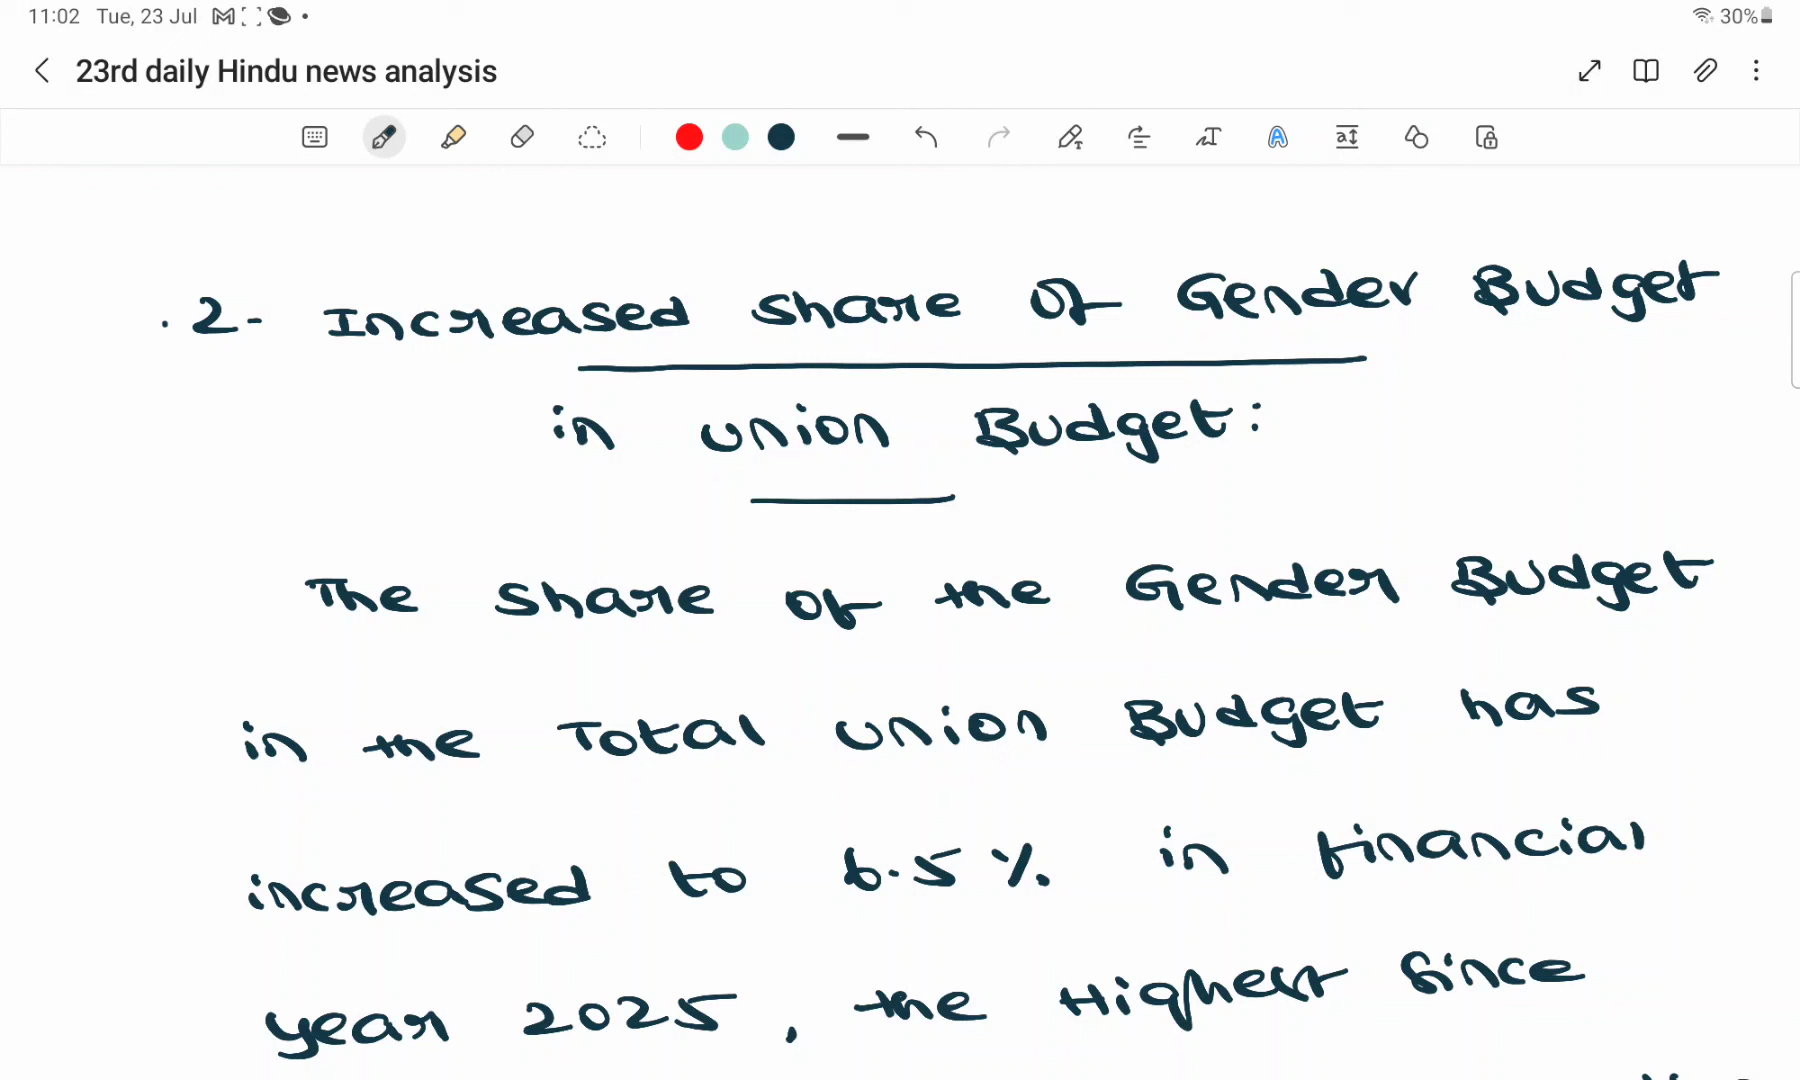 11:02 Tue, 23 Jul
30%
23rd daily Hindu news analysis
.2- Increased share of Gender Budget
in union Budget:
The share of the Gender Budget
in the Total union Budget has
increased to 6.5% in financial
year 2025, the Highest since